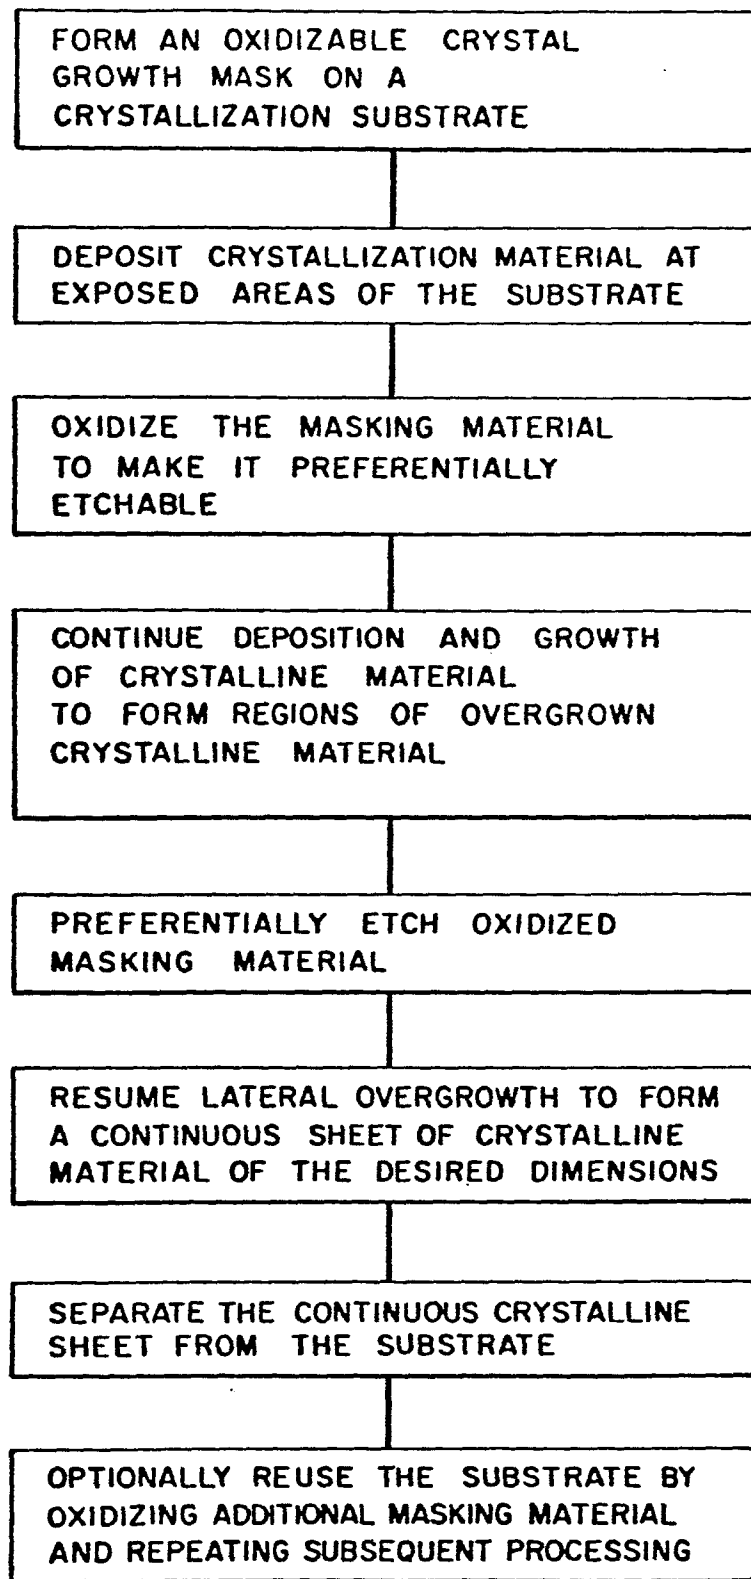 FORM AN OXIDIZABLE CRYSTAL
GROWTH MASK ON A
CRYSTALLIZATION SUBSTRATE
DEPOSIT CRYSTALLIZATION MATERIAL AT
EXPOSED AREAS OF THE SUBSTRATE
OXIDIZE THE MASKING MATERIAL
TO MAKE IT PREFERENTIALLY
ETCHABLE
CONTINUE DEPOSITION AND GROWTH
OF CRYSTALLINE MATERIAL
TO FORM REGIONS OF OVERGROWN
CRYSTALLINE MATERIAL
PREFERENTIALLY ETCH OXIDIZED
MASKING MATERIAL
RESUME LATERAL OVERGROWTH TO FORM
A CONTINUOUS SHEET OF CRYSTALLINE
MATERIAL OF THE DESIRED DIMENSIONS
SEPARATE THE CONTINUOUS CRYSTALLINE
SHEET FROM THE SUBSTRATE
OPTIONALLY REUSE THE SUBSTRATE BY
OXIDIZING ADDITIONAL MASKING MATERIAL
AND REPEATING SUBSEQUENT PROCESSING